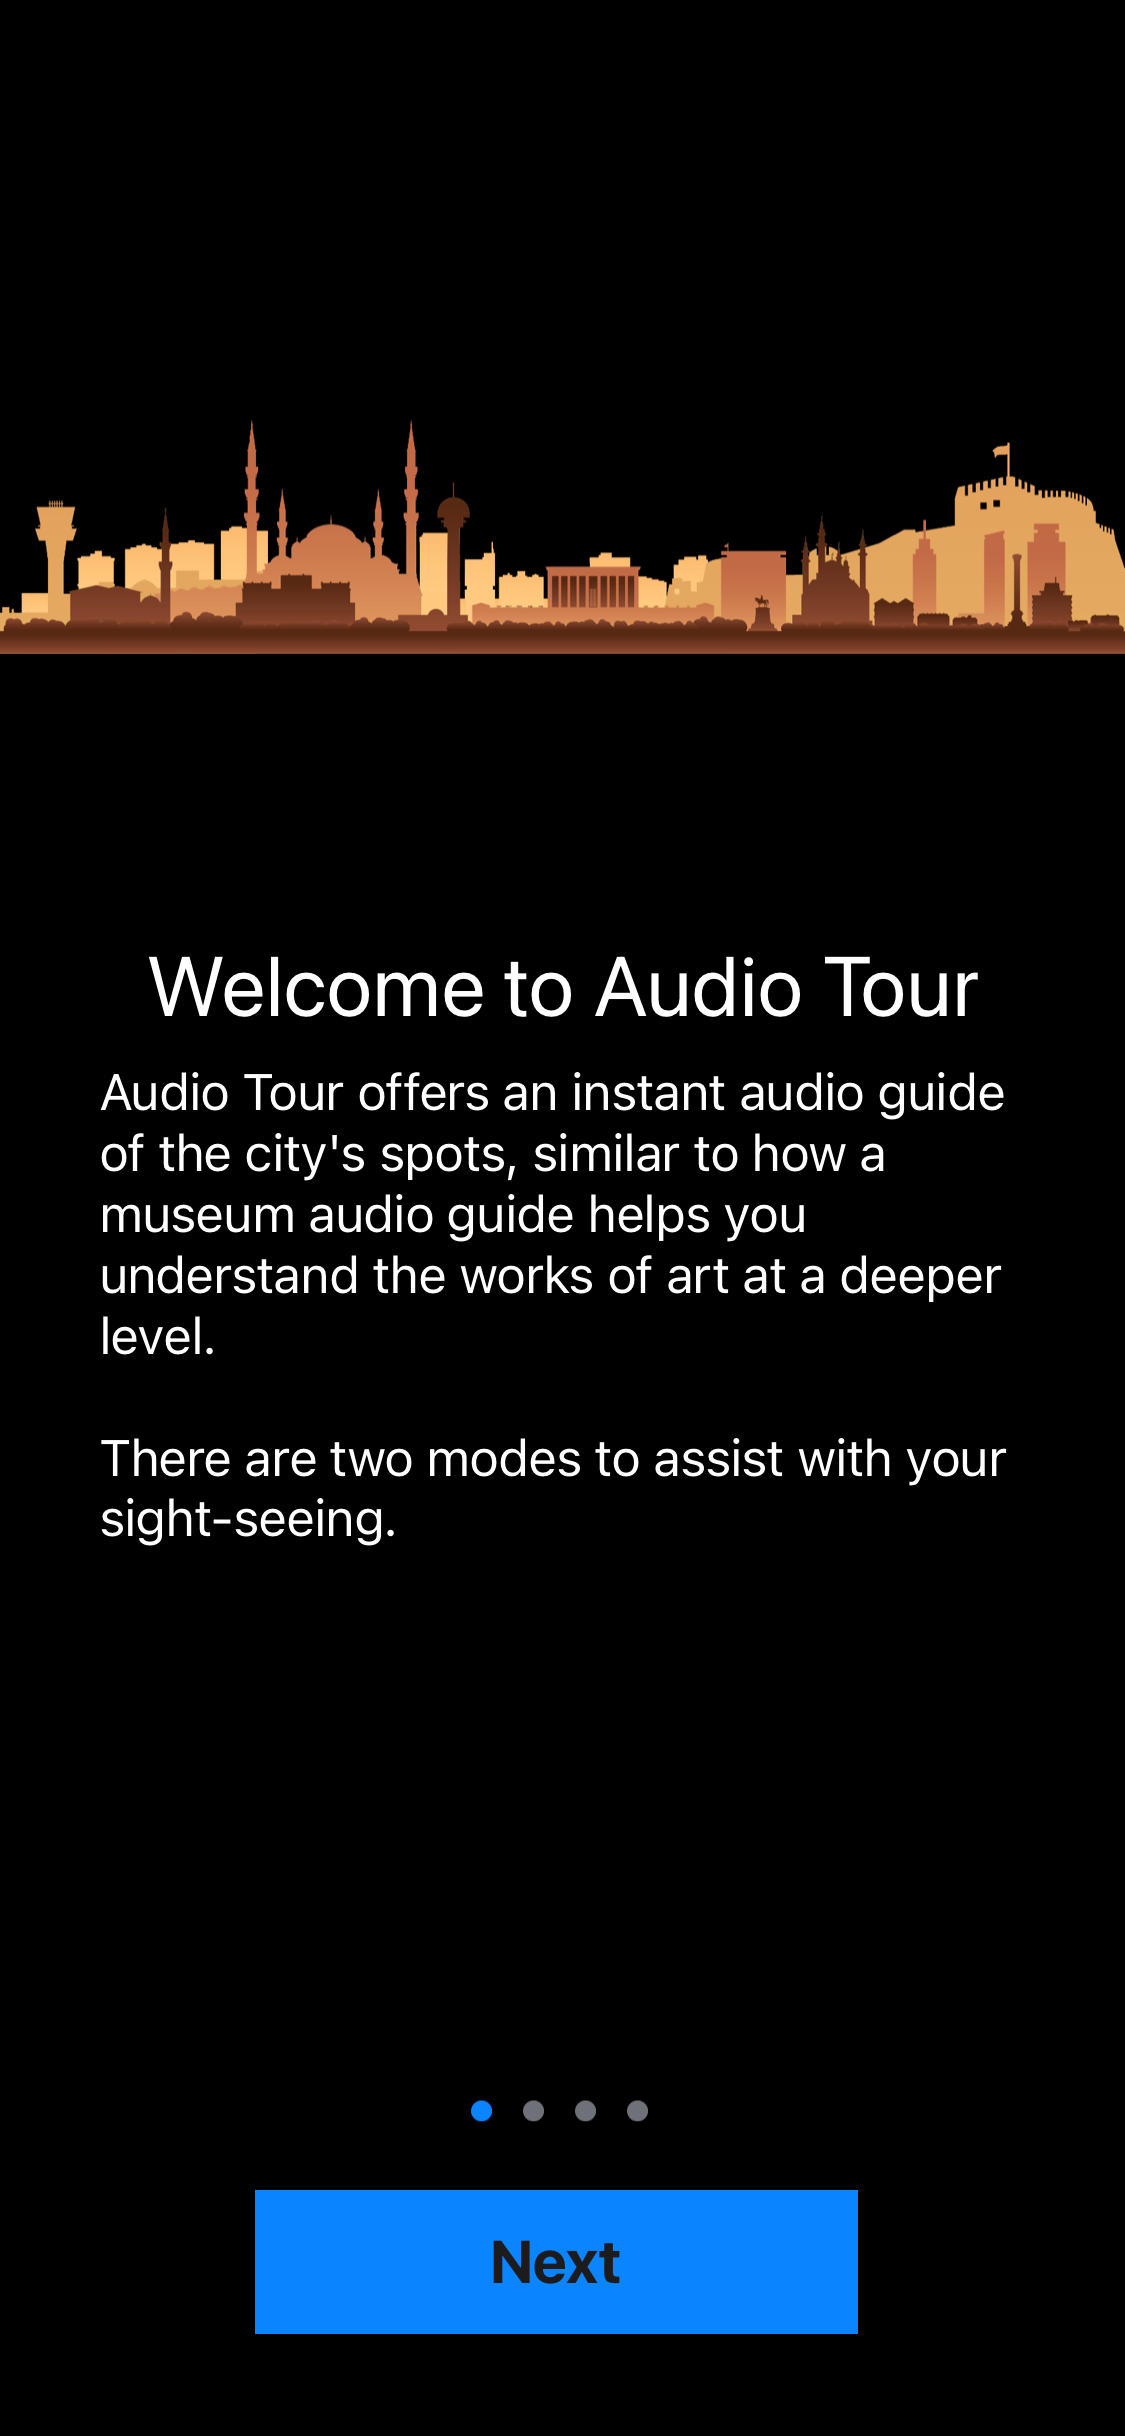 Welcome to Audio Tour
Audio Tour offers an instant audio guide
of the city's spots, similar to how a
museum audio guide helps you
understand the works of art at a deeper
level.
There are two modes to assist with your
sight-seeing.
Next